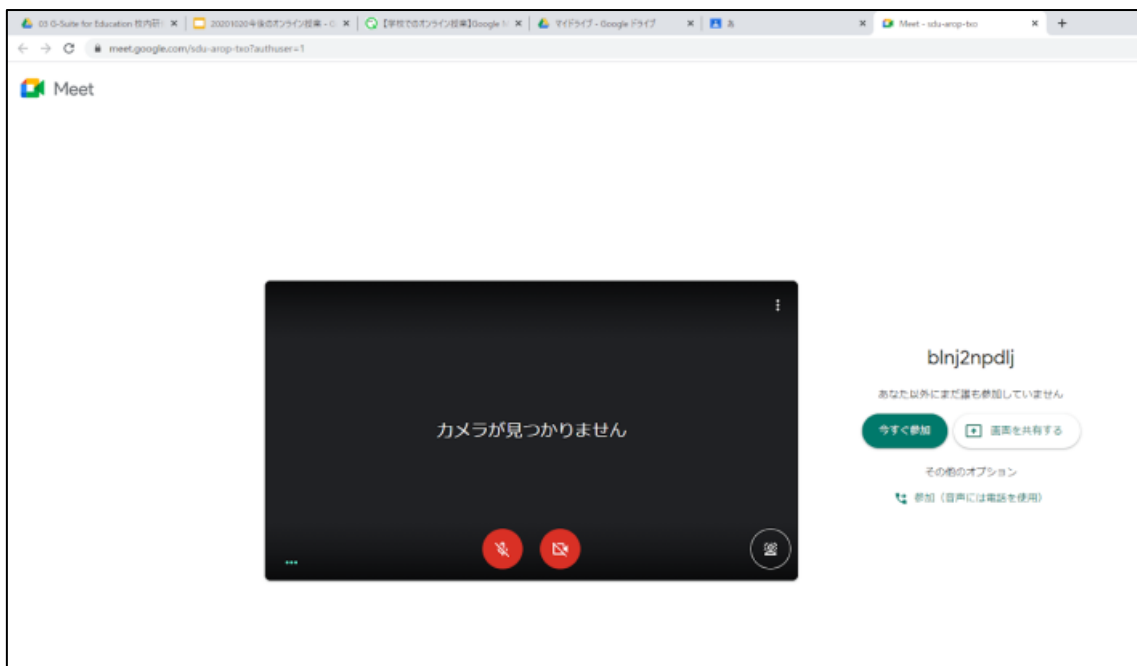 03 G-Suite for Education 校内研
20201020今後のオンライン授業 - G
【学校でのオンライン授業】Google M
マイドライブ - Google ドライブ
あ
Meet - sdu-arop-txo
meet.google.com/sdu-arop-txo?authuser=1
Meet
カメラが見つかりません
blnj2npdlj
あなた以外にまだ誰も参加していません
今すぐ参加
画面を共有する
その他のオプション
参加（音声には電話を使用）